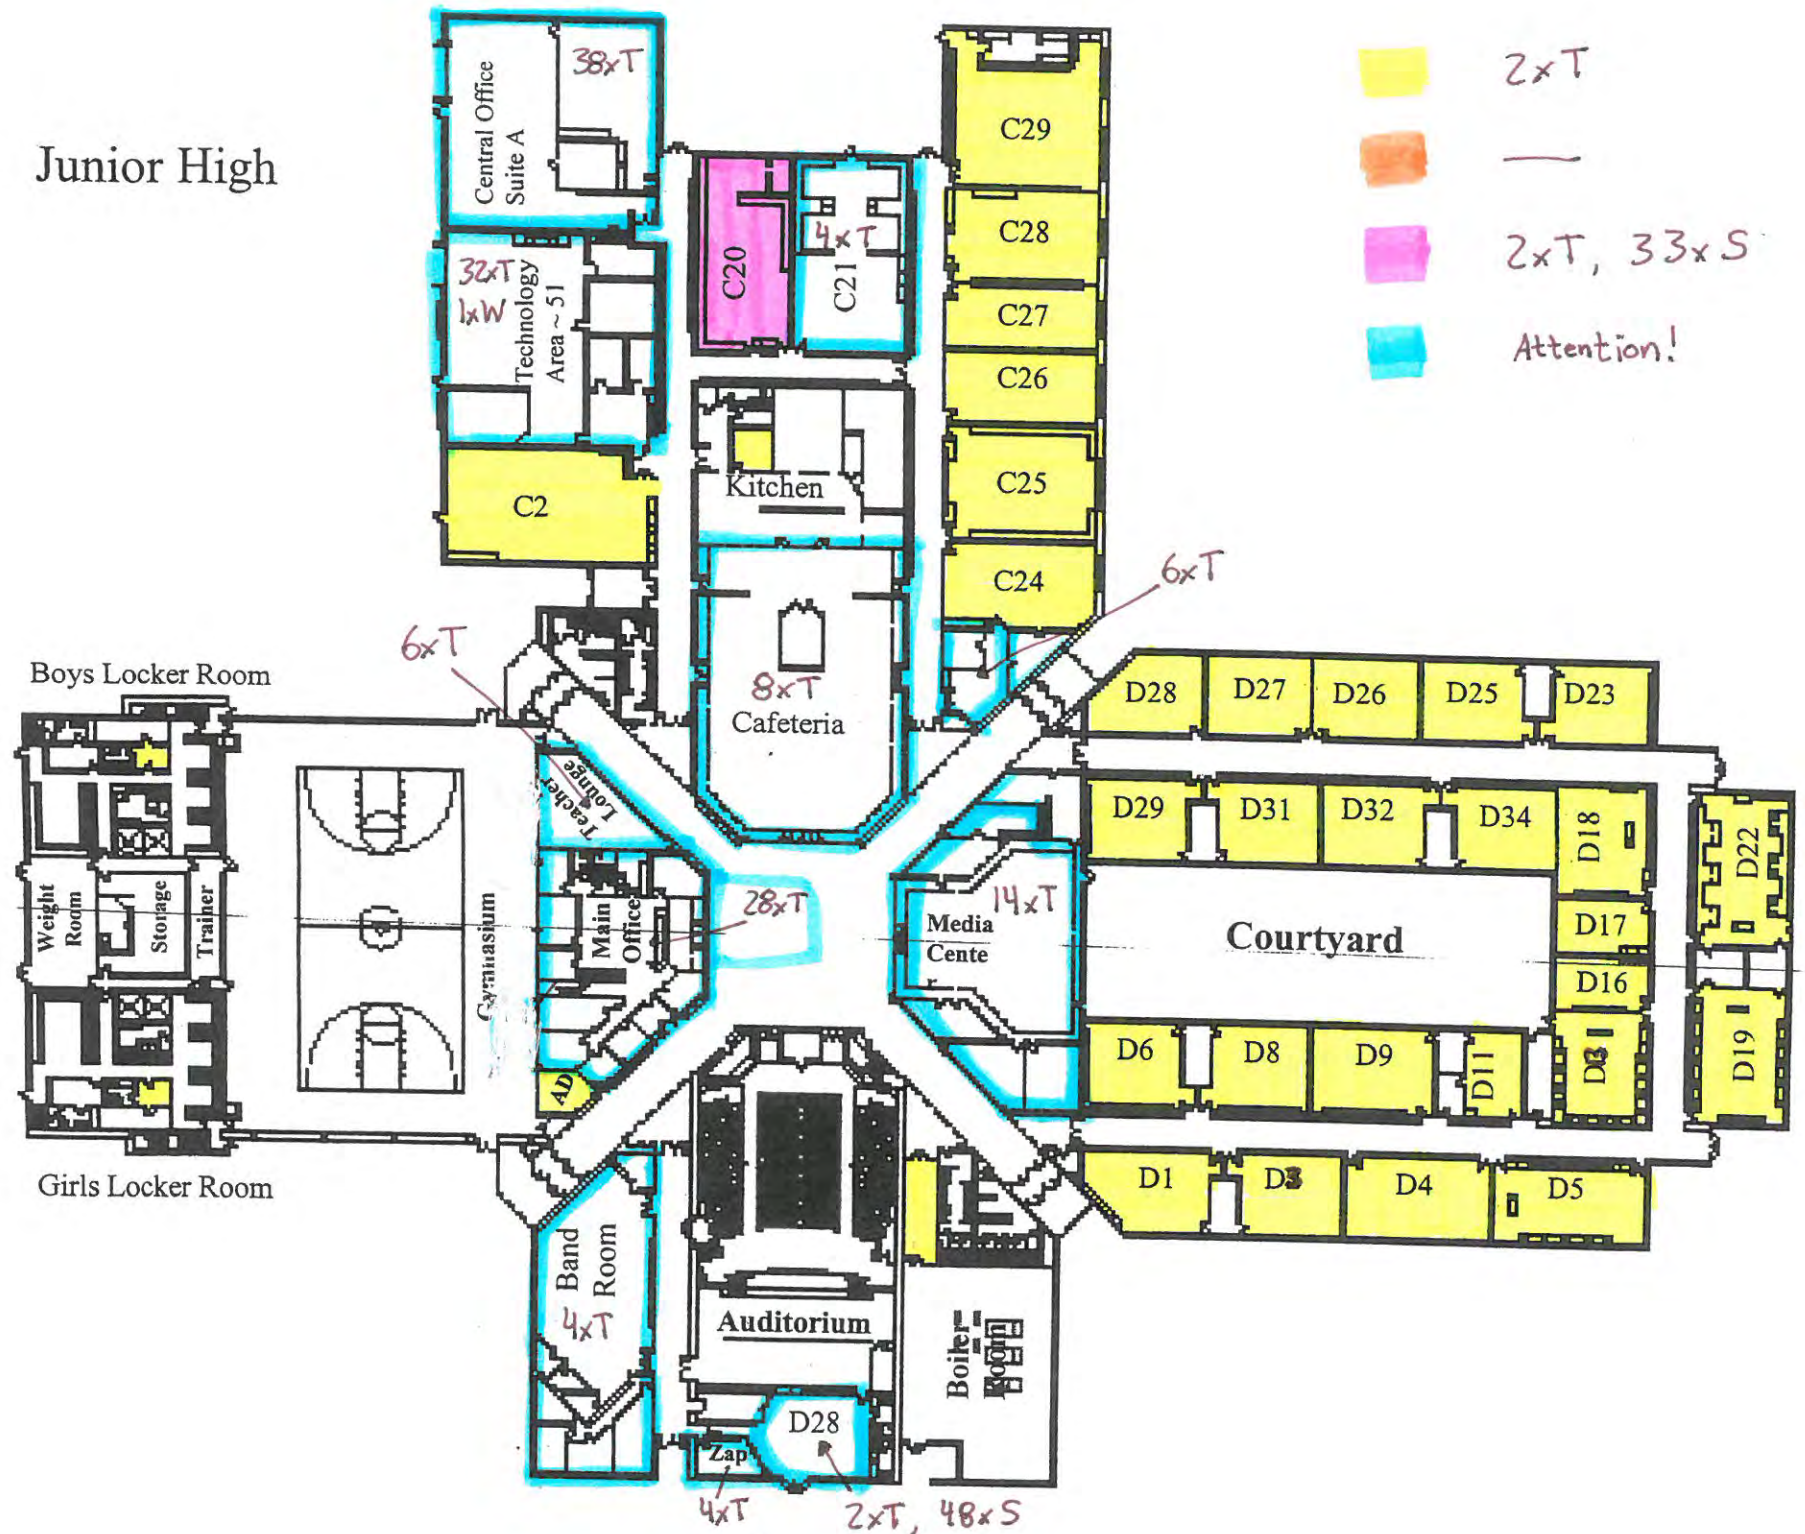 Junior High
Central Office
Suite A
38xT
32xT
1xW
Technology
Area ~ 51
C20
C21
4xT
C29
C28
C27
C26
C25
C24
2xT
—
2xT, 33xS
Attention!
C2
Kitchen
6xT
6xT
8xT
Cafeteria
Boys Locker Room
Teacher
Lounge
D28
D27
D26
D25
D23
D29
D31
D32
D34
D18
D22
Weight
Room
Storage
Trainer
Gymnasium
Main
Office
28xT
14xT
Media
Cente
r
Courtyard
D17
D16
D6
D8
D9
D11
D19
AD
Girls Locker Room
D1
D4
D5
Band
Room
4xT
Auditorium
Boiler
Room
D28
Zap
4xT
2xT, 48xS